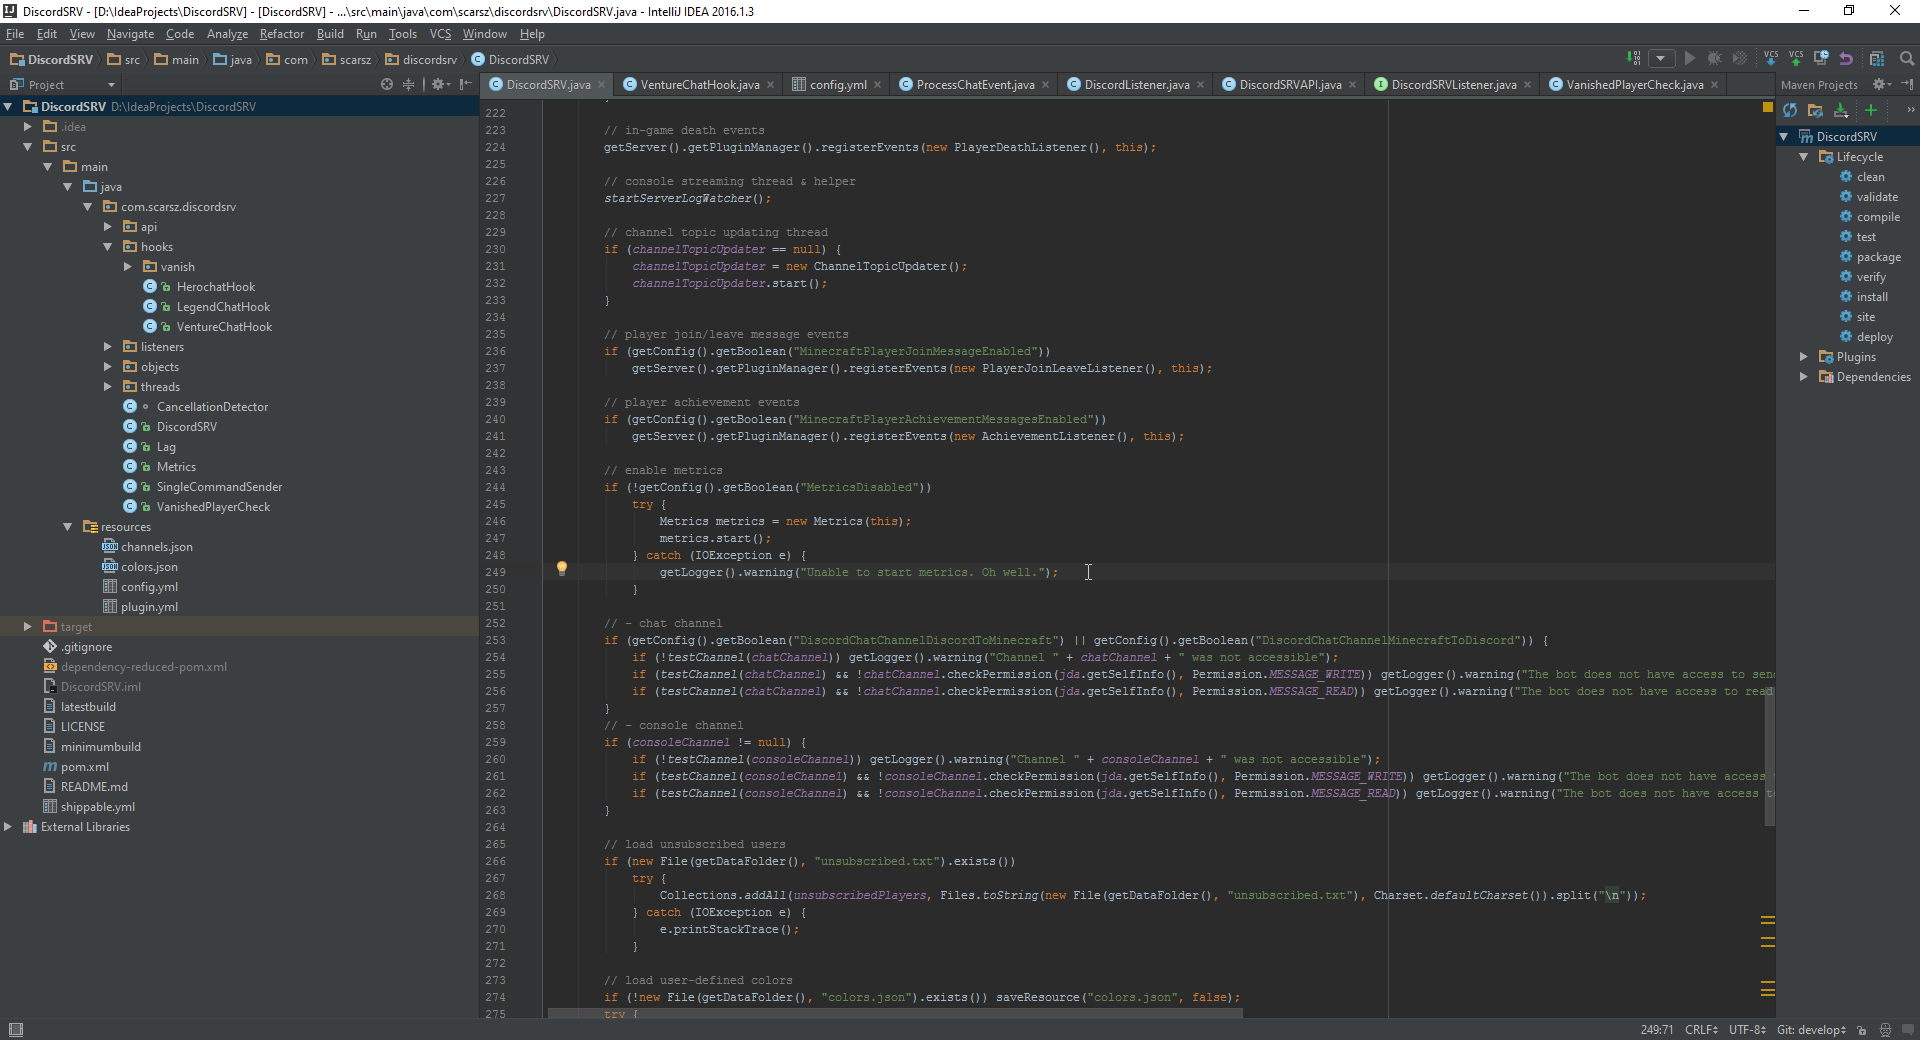 DiscordSRV - [D:\IdeaProjects\DiscordSRV] - [DiscordSRV] - ...\src\main\java\com\scarsz\discordsrv\DiscordSRV.java - IntelliJ IDEA 2016.1.3
File Edit View Navigate Code Analyze Refactor Build Run Tools VCS Window Help
DiscordSRV src main java com scarsz discordsrv DiscordSRV
Project
DiscordSRV.java VentureChatHook.java config.yml ProcessChatEvent.java DiscordListener.java DiscordSRVAPI.java DiscordSRVListener.java VanishedPlayerCheck.java
Maven Projects
DiscordSRV D:\IdeaProjects\DiscordSRV
.idea
src
main
java
com.scarsz.discordsrv
api
hooks
vanish
HerochatHook
LegendChatHook
VentureChatHook
listeners
objects
threads
CancellationDetector
DiscordSRV
Lag
Metrics
SingleCommandSender
VanishedPlayerCheck
resources
channels.json
colors.json
config.yml
plugin.yml
target
.gitignore
dependency-reduced-pom.xml
DiscordSRV.iml
latestbuild
LICENSE
minimumbuild
pom.xml
README.md
shippable.yml
External Libraries
222
223 // in-game death events
224 getServer().getPluginManager().registerEvents(new PlayerDeathListener(), this);
225
226 // console streaming thread & helper
227 startServerLogWatcher();
228
229 // channel topic updating thread
230 if (channelTopicUpdater == null) {
231 channelTopicUpdater = new ChannelTopicUpdater();
232 channelTopicUpdater.start();
233 }
234
235 // player join/leave message events
236 if (getConfig().getBoolean("MinecraftPlayerJoinMessageEnabled"))
237 getServer().getPluginManager().registerEvents(new PlayerJoinLeaveListener(), this);
238
239 // player achievement events
240 if (getConfig().getBoolean("MinecraftPlayerAchievementMessagesEnabled"))
241 getServer().getPluginManager().registerEvents(new AchievementListener(), this);
242
243 // enable metrics
244 if (!getConfig().getBoolean("MetricsDisabled"))
245 try {
246 Metrics metrics = new Metrics(this);
247 metrics.start();
248 } catch (IOException e) {
249 getLogger().warning("Unable to start metrics. Oh well.");
250 }
251
252 // - chat channel
253 if (getConfig().getBoolean("DiscordChatChannelDiscordToMinecraft") || getConfig().getBoolean("DiscordChatChannelMinecraftToDiscord")) {
254 if (!testChannel(chatChannel)) getLogger().warning("Channel " + chatChannel + " was not accessible");
255 if (testChannel(chatChannel) && !chatChannel.checkPermission(jda.getSelfInfo(), Permission.MESSAGE_WRITE)) getLogger().warning("The bot does not have access to sen
256 if (testChannel(chatChannel) && !chatChannel.checkPermission(jda.getSelfInfo(), Permission.MESSAGE_READ)) getLogger().warning("The bot does not have access to read
257 }
258 // - console channel
259 if (consoleChannel != null) {
260 if (!testChannel(consoleChannel)) getLogger().warning("Channel " + consoleChannel + " was not accessible");
261 if (testChannel(consoleChannel) && !consoleChannel.checkPermission(jda.getSelfInfo(), Permission.MESSAGE_WRITE)) getLogger().warning("The bot does not have access
262 if (testChannel(consoleChannel) && !consoleChannel.checkPermission(jda.getSelfInfo(), Permission.MESSAGE_READ)) getLogger().warning("The bot does not have access t
263 }
264
265 // load unsubscribed users
266 if (new File(getDataFolder(), "unsubscribed.txt").exists())
267 try {
268 Collections.addAll(unsubscribedPlayers, Files.toString(new File(getDataFolder(), "unsubscribed.txt"), Charset.defaultCharset()).split("\n"));
269 } catch (IOException e) {
270 e.printStackTrace();
271 }
272
273 // load user-defined colors
274 if (!new File(getDataFolder(), "colors.json").exists()) saveResource("colors.json", false);
275 try {
DiscordSRV
Lifecycle
clean
validate
compile
test
package
verify
install
site
deploy
Plugins
Dependencies
249:71 CRLF UTF-8 Git: develop